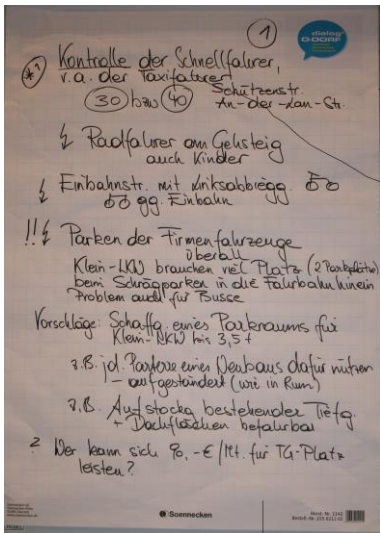 1
dialog
O-DORF
*1 Kontrolle der Schnellfahrer,
v.a. der Taxifahrer!
30 bzw 40 Schützenstr.
An-der-Lan-Str.
Radfahrer am Gehsteig
auch Kinder
Einbahnstr. mit Linksabbiegg.
gg. Einbahn
!! Parken der Firmenfahrzeuge
überall
Klein-LKW brauchen viel Platz (2 Parkplätze)
beim Schrägparken in die Fahrbahn hinein
Problem auch für Busse
Vorschläge: Schaffg. eines Parkraums für
Klein-LKW bis 3,5 t
z.B. jd. Parterre eines Neubaus dafür nützen
– aufgeständert (wie in Rum)
z.B. Aufstockg bestehender Tiefg.
+ Dachflächen befahrbar
? Wer kann sich 90,-€/Mt. für TG-Platz
leisten?
Soennecken